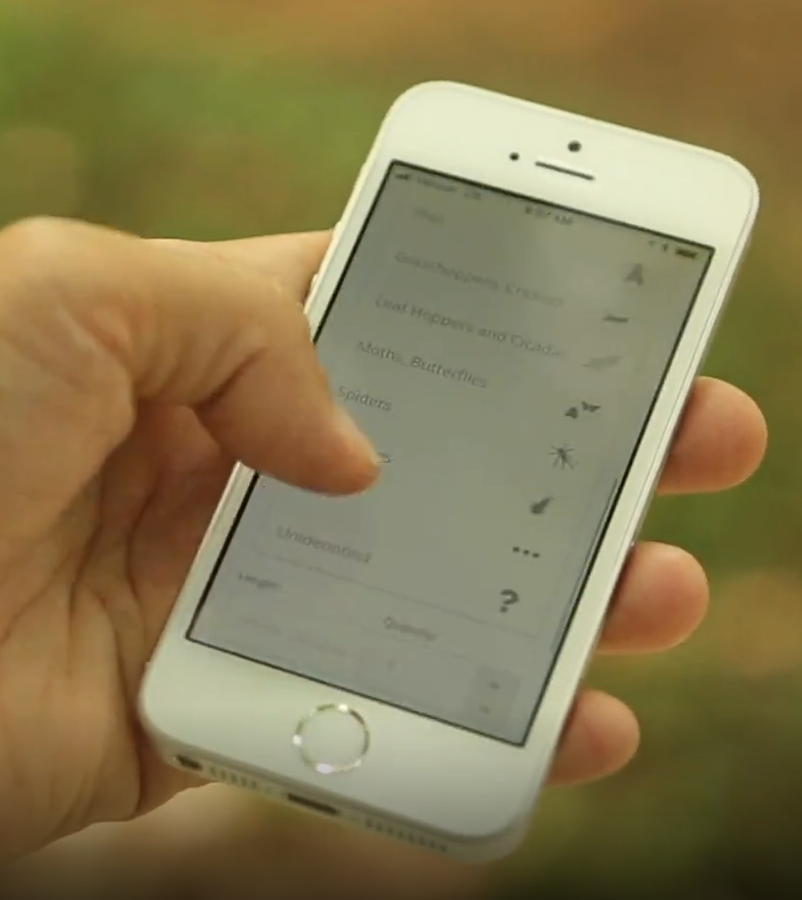 Grasshoppers, Crickets
Leaf Hoppers and Cicadas
Moths, Butterflies
Spiders
Unidentified
Length
Quantity
?